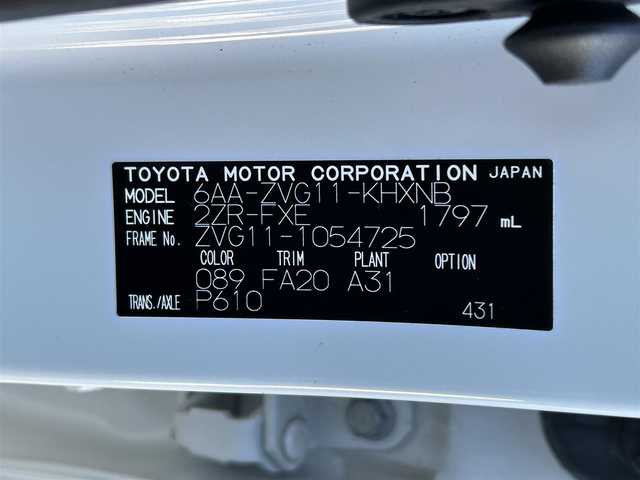 TOYOTA MOTOR CORPORATION JAPAN
MODEL 6AA-ZVG11-KHXNB
ENGINE 2ZR-FXE 1797 mL
FRAME No. ZVG11-1054725
COLOR TRIM PLANT OPTION
089 FA20 A31
TRANS./AXLE P610 431